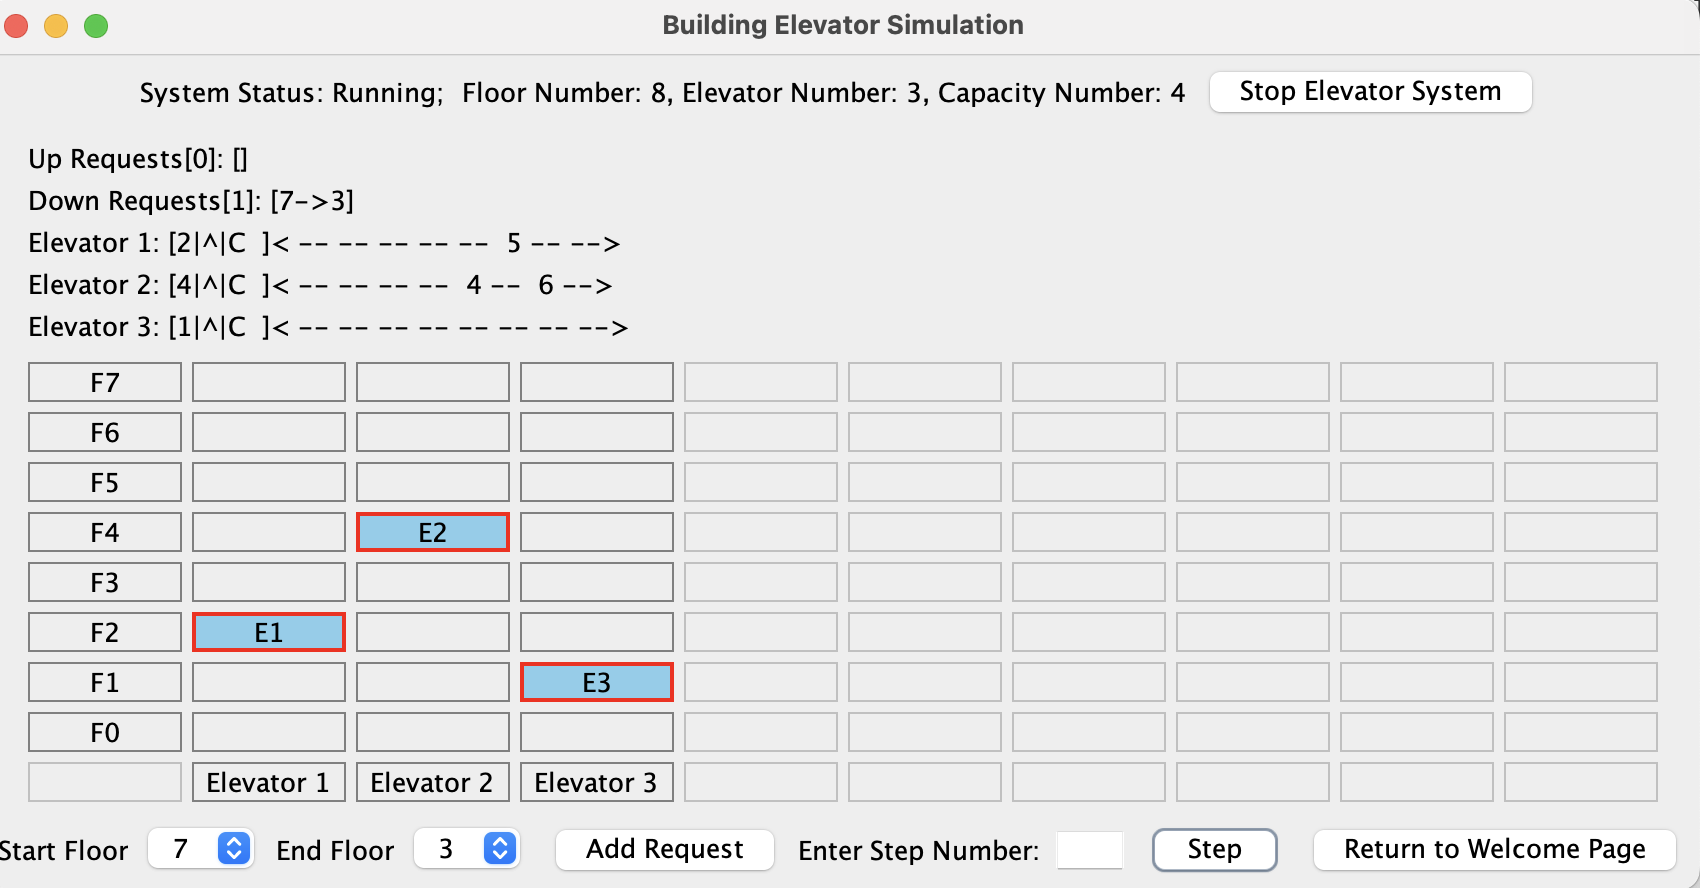 Building Elevator Simulation
System Status: Running; Floor Number: 8, Elevator Number: 3, Capacity Number: 4 Stop Elevator System
Up Requests[0]: []
Down Requests[1]: [7->3]
Elevator 1: [2|^|C ]< -- -- -- -- -- 5 -- -->
Elevator 2: [4|^|C ]< -- -- -- -- 4 -- 6 -->
Elevator 3: [1|^|C ]< -- -- -- -- -- -- -- -->
F7
F6
F5
F4 E2
F3
F2 E1
F1 E3
F0
Elevator 1 Elevator 2 Elevator 3
Start Floor 7 End Floor 3 Add Request Enter Step Number: Step Return to Welcome Page